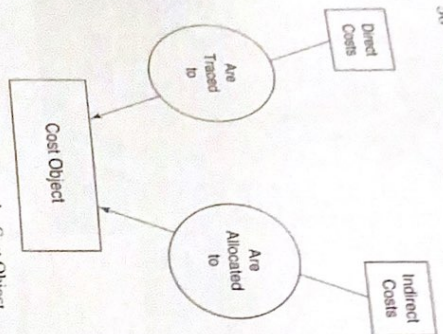 Direct
Costs
Are
Traced
to
Cost Object
Indirect
Costs
Are
Allocated
to